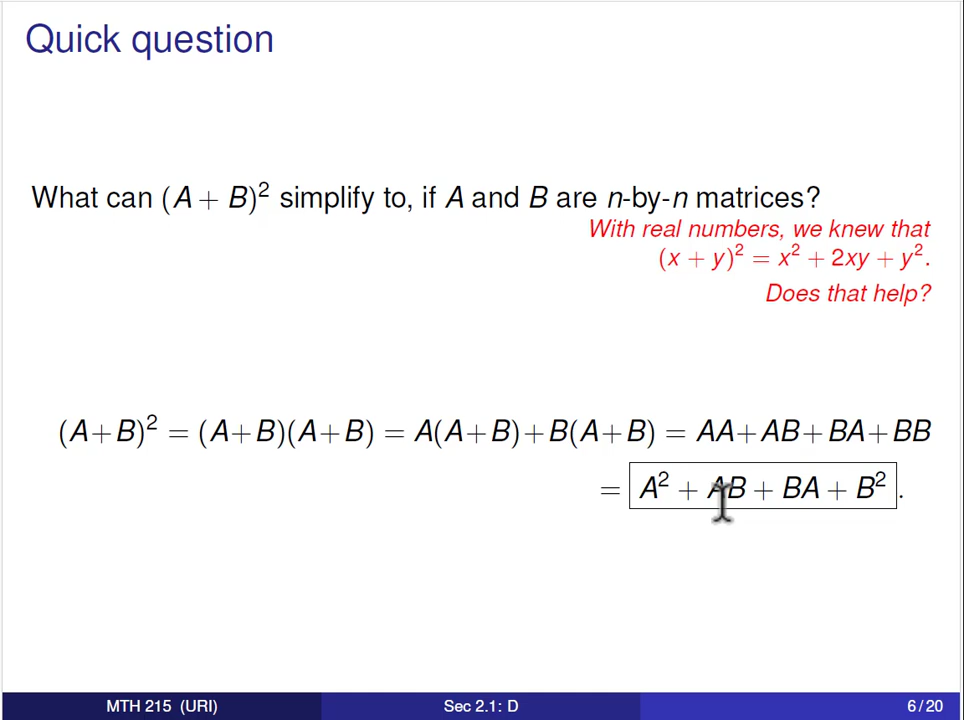 Quick question
What can (A + B)² simplify to, if A and B are n-by-n matrices?
With real numbers, we knew that
(x + y)² = x² + 2xy + y².
Does that help?
(A+B)² = (A+B)(A+B) = A(A+B)+B(A+B) = AA+AB+BA+BB
= A² + AB + BA + B².
MTH 215 (URI) Sec 2.1: D 6/20